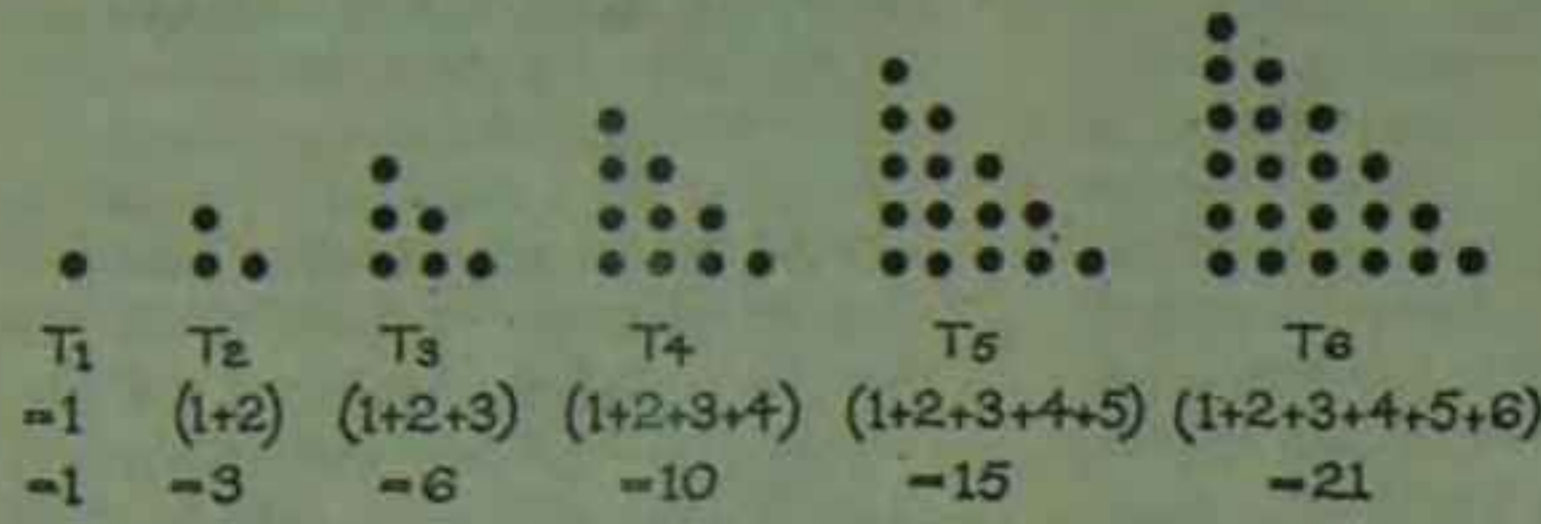 T1 T2 T3 T4 T5 T6
=1 (1+2) (1+2+3) (1+2+3+4) (1+2+3+4+5) (1+2+3+4+5+6)
=1 =3 =6 =10 =15 =21